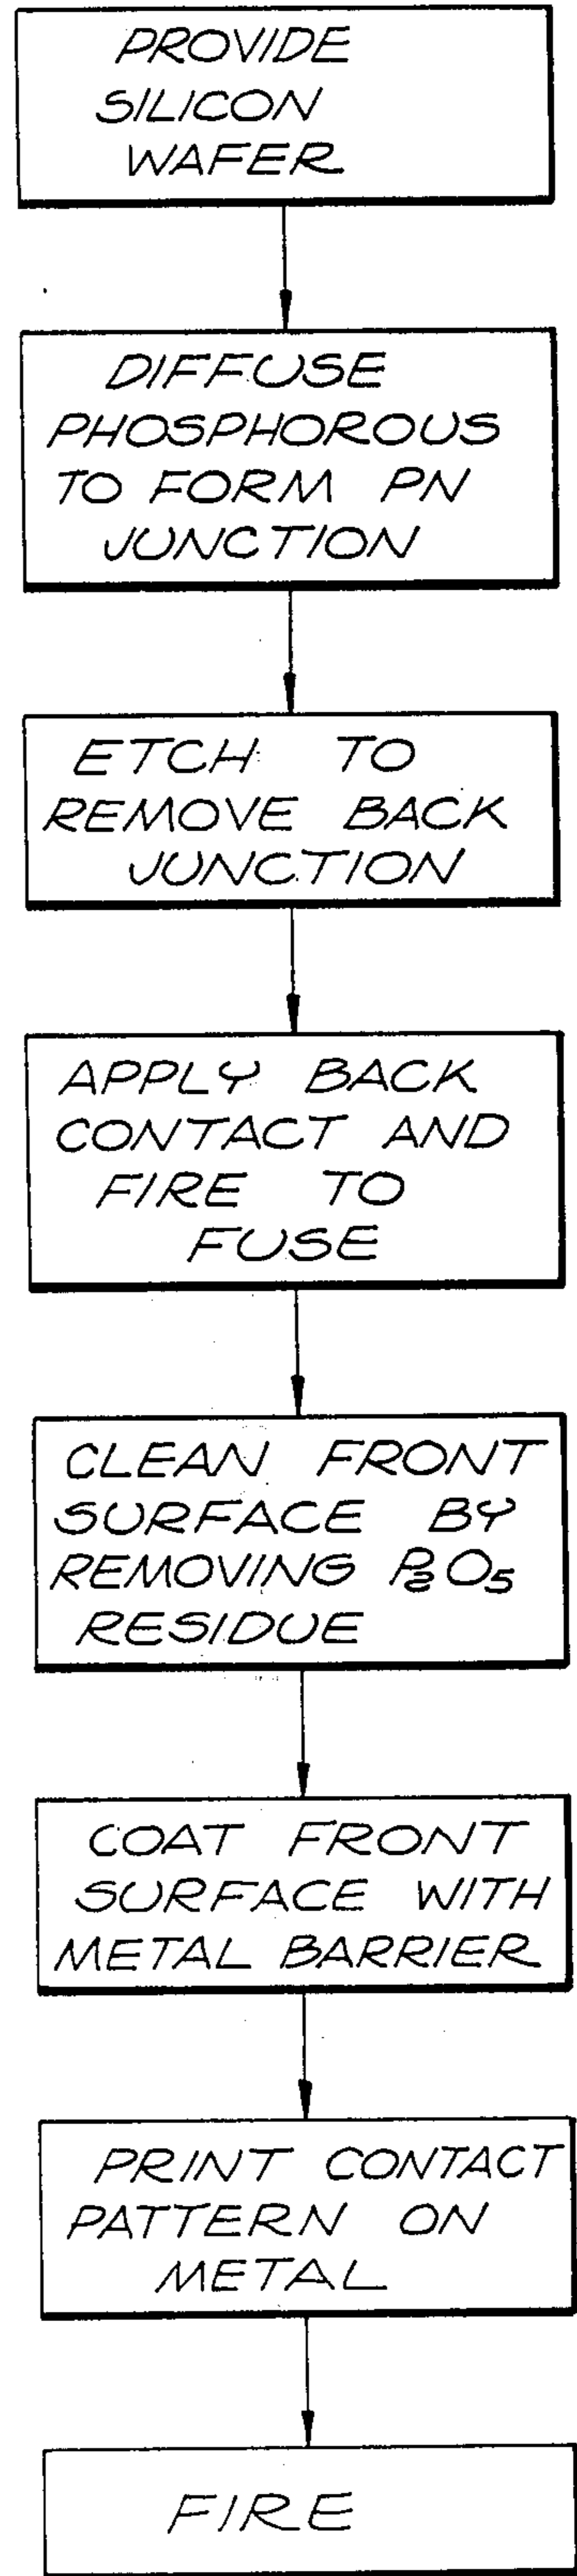 PROVIDE
SILICON
WAFER
DIFFUSE
PHOSPHOROUS
TO FORM PN
JUNCTION
ETCH TO
REMOVE BACK
JUNCTION
APPLY BACK
CONTACT AND
FIRE TO
FUSE
CLEAN FRONT
SURFACE BY
REMOVING P₂O₅
RESIDUE
COAT FRONT
SURFACE WITH
METAL BARRIER
PRINT CONTACT
PATTERN ON
METAL
FIRE